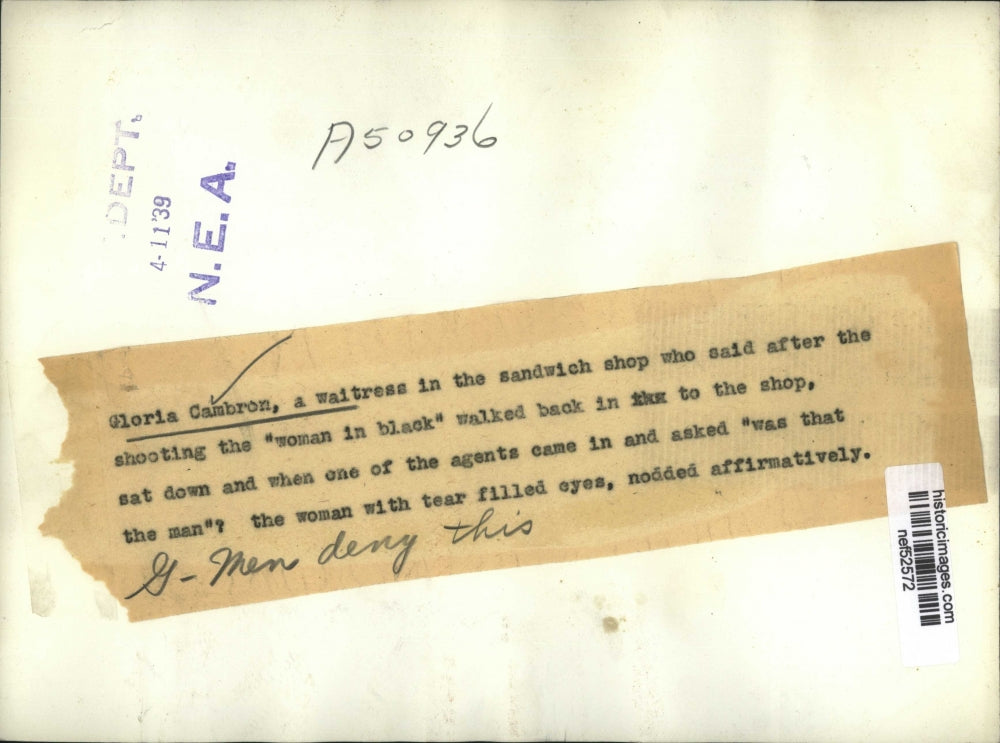 DEPT.
4-11'39
N.E.A.
A50936
Gloria Cambron, a waitress in the sandwich shop who said after the
shooting the "woman in black" walked back in to the shop,
sat down and when one of the agents came in and asked "was that
the man"? the woman with tear filled eyes, nodded affirmatively.
G-Men deny this
historicimages.com
nef52572